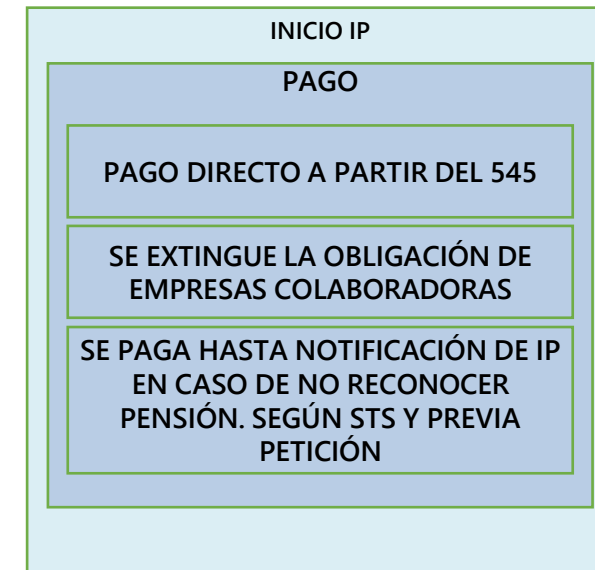 INICIO IP
PAGO
PAGO DIRECTO A PARTIR DEL 545
SE EXTINGUE LA OBLIGACIÓN DE
EMPRESAS COLABORADORAS
SE PAGA HASTA NOTIFICACIÓN DE IP
EN CASO DE NO RECONOCER
PENSIÓN. SEGÚN STS Y PREVIA
PETICIÓN